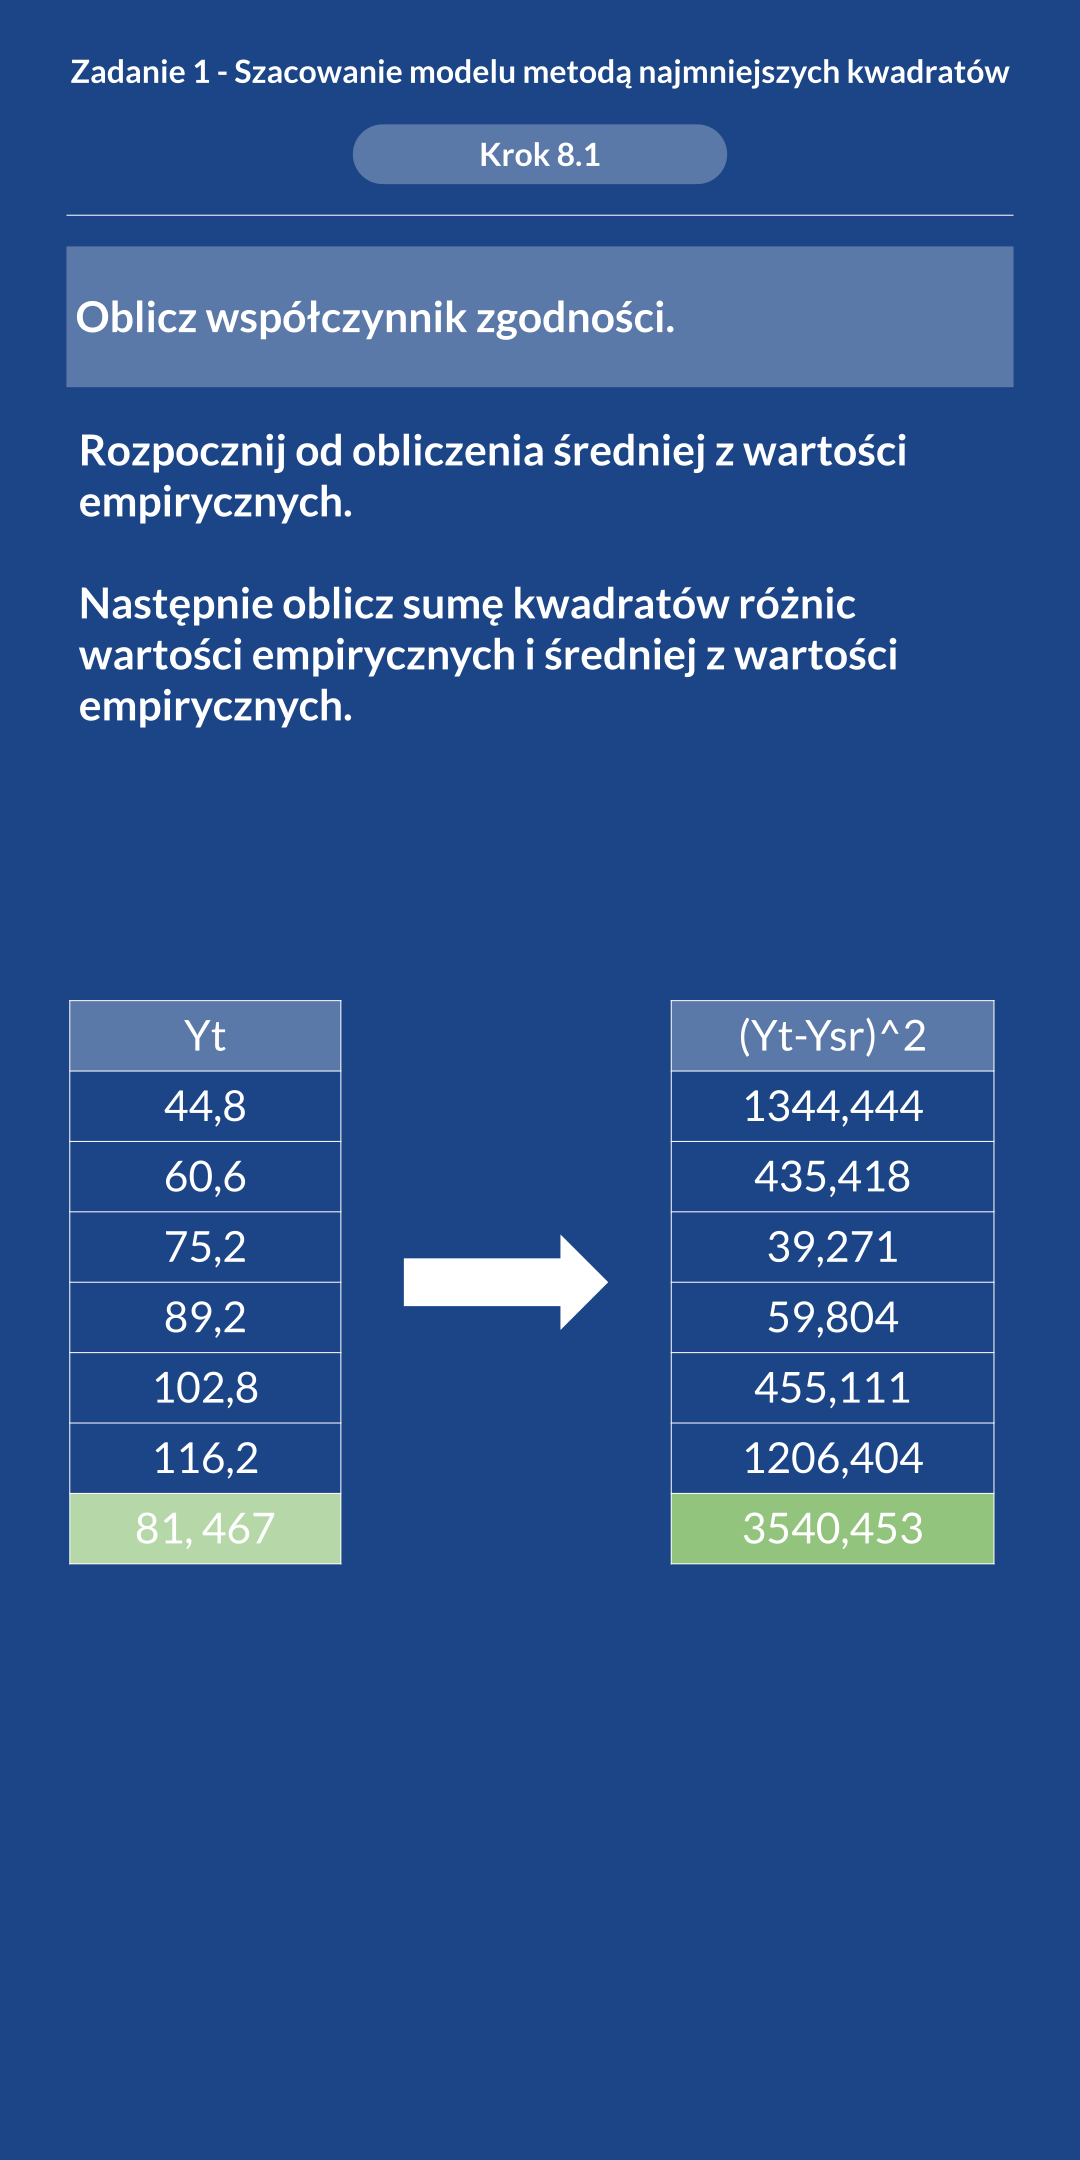 Zadanie 1 - Szacowanie modelu metodą najmniejszych kwadratów
Krok 8.1
Oblicz współczynnik zgodności.
Rozpocznij od obliczenia średniej z wartości
empirycznych.
Następnie oblicz sumę kwadratów różnic
wartości empirycznych i średniej z wartości
empirycznych.
Yt
44,8
60,6
75,2
89,2
102,8
116,2
81, 467
(Yt-Ysr)^2
1344,444
435,418
39,271
59,804
455,111
1206,404
3540,453